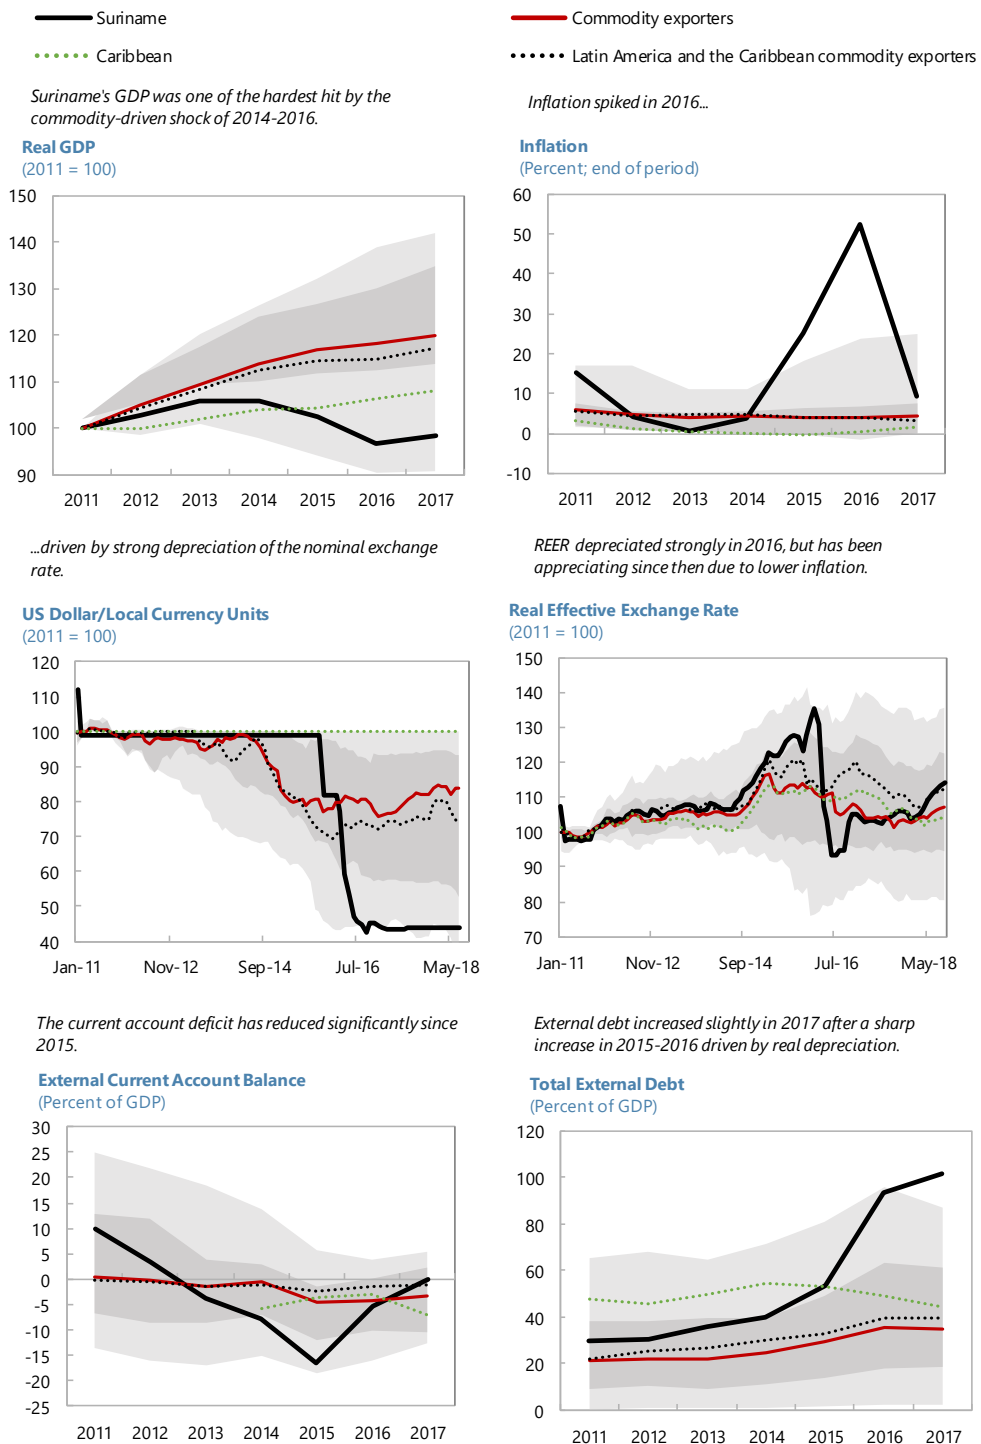 Suriname
Commodity exporters
Caribbean
Latin America and the Caribbean commodity exporters
Suriname's GDP was one of the hardest hit by the
commodity-driven shock of 2014-2016.
Real GDP
(2011 = 100)
150
140
130
120
110
100
90
2011 2012 2013 2014 2015 2016 2017
Inflation spiked in 2016...
Inflation
(Percent; end of period)
60
50
40
30
20
10
0
-10
2011 2012 2013 2014 2015 2016 2017
...driven by strong depreciation of the nominal exchange
rate.
US Dollar/Local Currency Units
(2011 = 100)
120
110
100
90
80
70
60
50
40
Jan-11 Nov-12 Sep-14 Jul-16 May-18
REER depreciated strongly in 2016, but has been
appreciating since then due to lower inflation.
Real Effective Exchange Rate
(2011 = 100)
150
140
130
120
110
100
90
80
70
Jan-11 Nov-12 Sep-14 Jul-16 May-18
The current account deficit has reduced significantly since
2015.
External Current Account Balance
(Percent of GDP)
30
25
20
15
10
5
0
-5
-10
-15
-20
-25
2011 2012 2013 2014 2015 2016 2017
External debt increased slightly in 2017 after a sharp
increase in 2015-2016 driven by real depreciation.
Total External Debt
(Percent of GDP)
120
100
80
60
40
20
0
2011 2012 2013 2014 2015 2016 2017